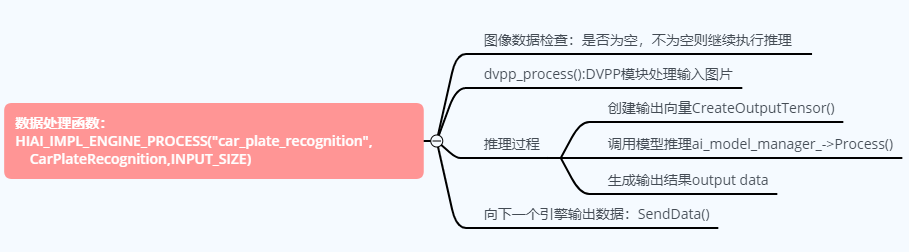 数据处理函数：
HIAI_IMPL_ENGINE_PROCESS("car_plate_recognition",
CarPlateRecognition,INPUT_SIZE)
图像数据检查：是否为空，不为空则继续执行推理
dvpp_process():DVPP模块处理输入图片
推理过程
创建输出向量CreateOutputTensor()
调用模型推理ai_model_manager_->Process()
生成输出结果output data
向下一个引擎输出数据：SendData()